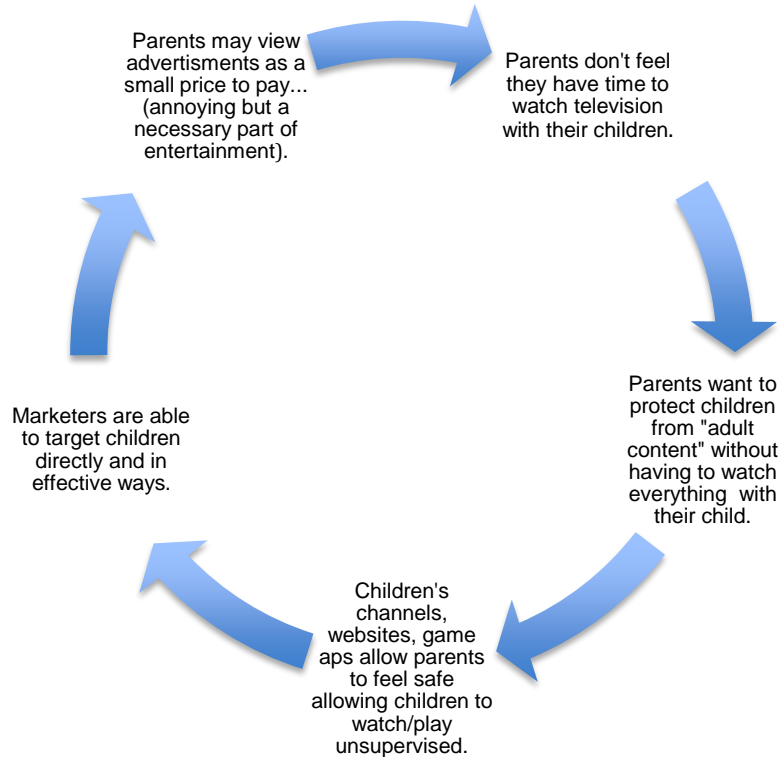 Parents may view
advertisments as a
small price to pay...
(annoying but a
necessary part of
entertainment).
Parents don't feel
they have time to
watch television
with their children.
Parents want to
protect children
from "adult
content" without
having to watch
everything  with
their child.
Children's
channels,
websites, game
aps allow parents
to feel safe
allowing children to
watch/play
unsupervised.
Marketers are able
to target children
directly and in
effective ways.